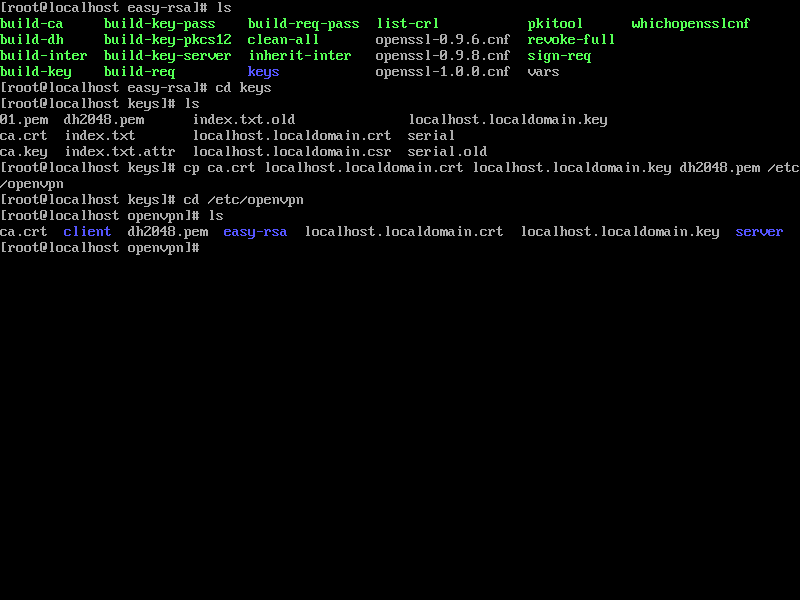 [root@localhost easy-rsa]# ls
build-ca     build-key-pass    build-req-pass  list-crl           pkitool      whichopensslcnf
build-dh     build-key-pkcs12  clean-all       openssl-0.9.6.cnf  revoke-full
build-inter  build-key-server  inherit-inter   openssl-0.9.8.cnf  sign-req
build-key    build-req         keys            openssl-1.0.0.cnf  vars
[root@localhost easy-rsa]# cd keys
[root@localhost keys]# ls
01.pem  dh2048.pem      index.txt.old              localhost.localdomain.key
ca.crt  index.txt       localhost.localdomain.crt  serial
ca.key  index.txt.attr  localhost.localdomain.csr  serial.old
[root@localhost keys]# cp ca.crt localhost.localdomain.crt localhost.localdomain.key dh2048.pem /etc
/openvpn
[root@localhost keys]# cd /etc/openvpn
[root@localhost openvpn]# ls
ca.crt  client  dh2048.pem  easy-rsa  localhost.localdomain.crt  localhost.localdomain.key  server
[root@localhost openvpn]#